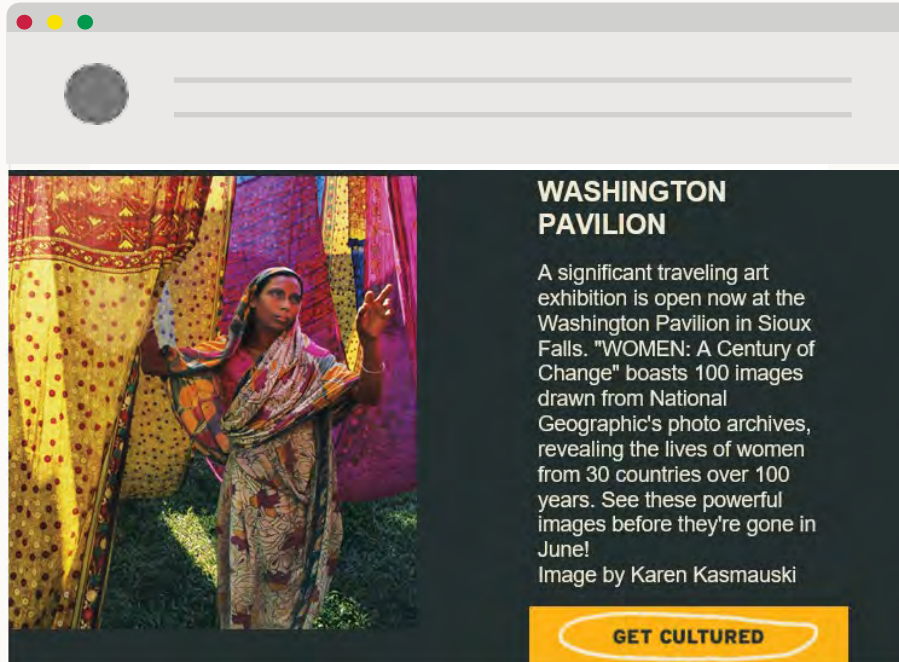 WASHINGTON
PAVILION
A significant traveling art
exhibition is open now at the
Washington Pavilion in Sioux
Falls. "WOMEN: A Century of
Change" boasts 100 images
drawn from National
Geographic's photo archives,
revealing the lives of women
from 30 countries over 100
years. See these powerful
images before they're gone in
June!
Image by Karen Kasmauski
GET CULTURED